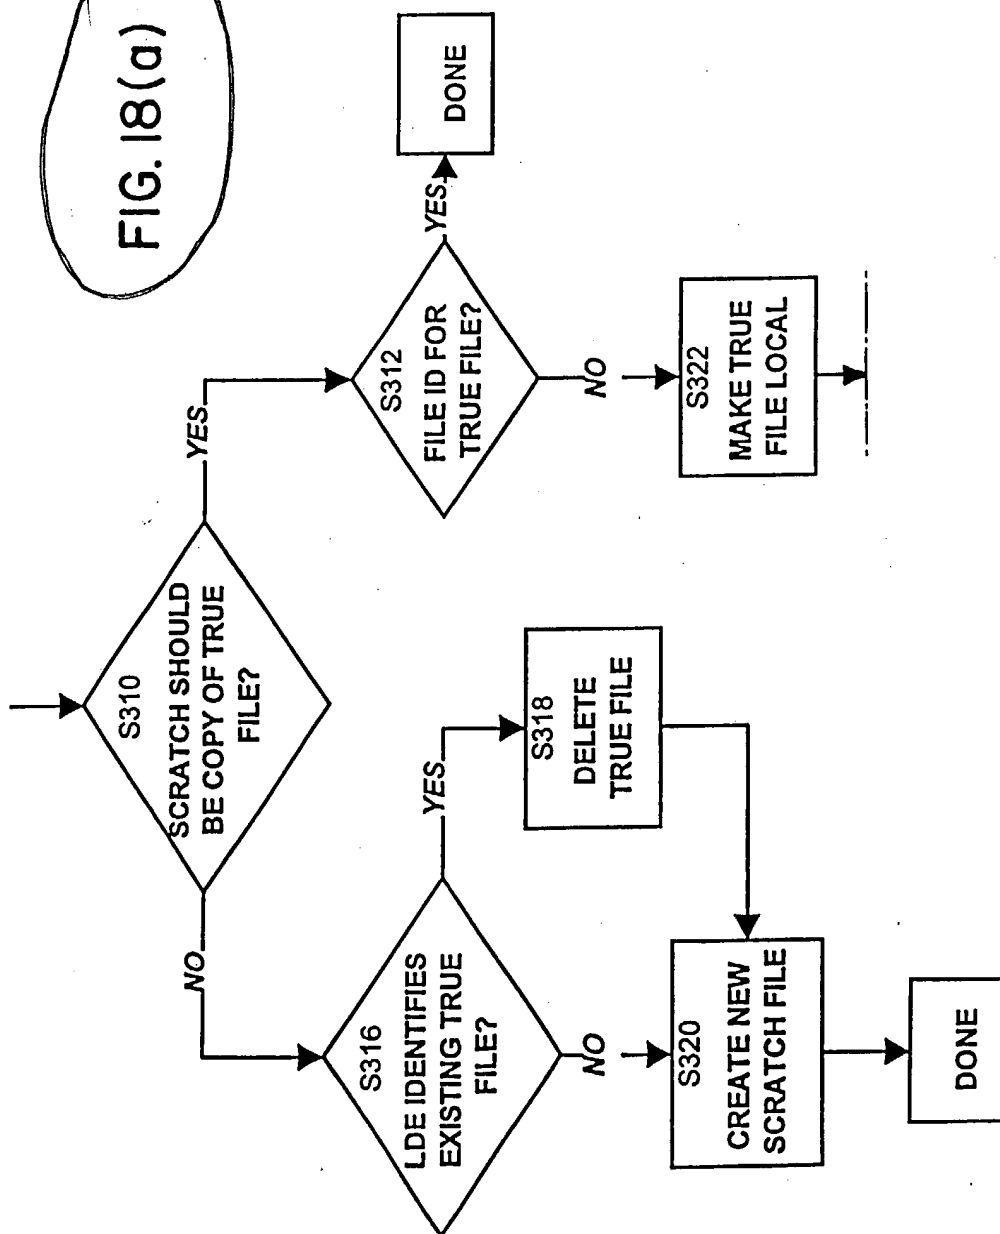 FIG. 18(a)
S310
SCRATCH SHOULD
BE COPY OF TRUE
FILE?
NO
YES
S316
LDE IDENTIFIES
EXISTING TRUE
FILE?
YES
NO
S318
DELETE
TRUE FILE
S320
CREATE NEW
SCRATCH FILE
DONE
S312
FILE ID FOR
TRUE FILE?
YES
DONE
NO
S322
MAKE TRUE
FILE LOCAL